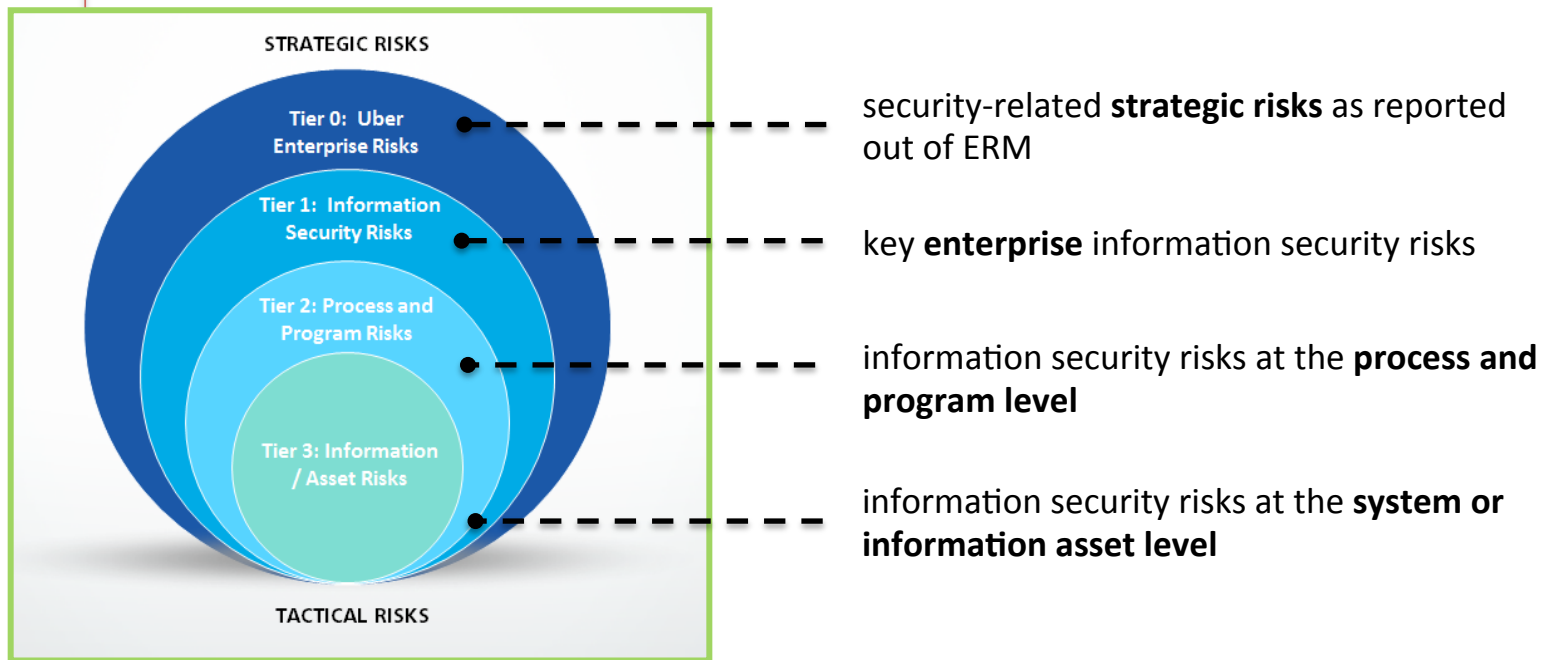 STRATEGIC RISKS
Tier 0: Uber
Enterprise Risks
Tier 1: Information
Security Risks
Tier 2: Process and
Program Risks
Tier 3: Information
/ Asset Risks
TACTICAL RISKS
security-related strategic risks as reported
out of ERM
key enterprise information security risks
information security risks at the process and
program level
information security risks at the system or
information asset level